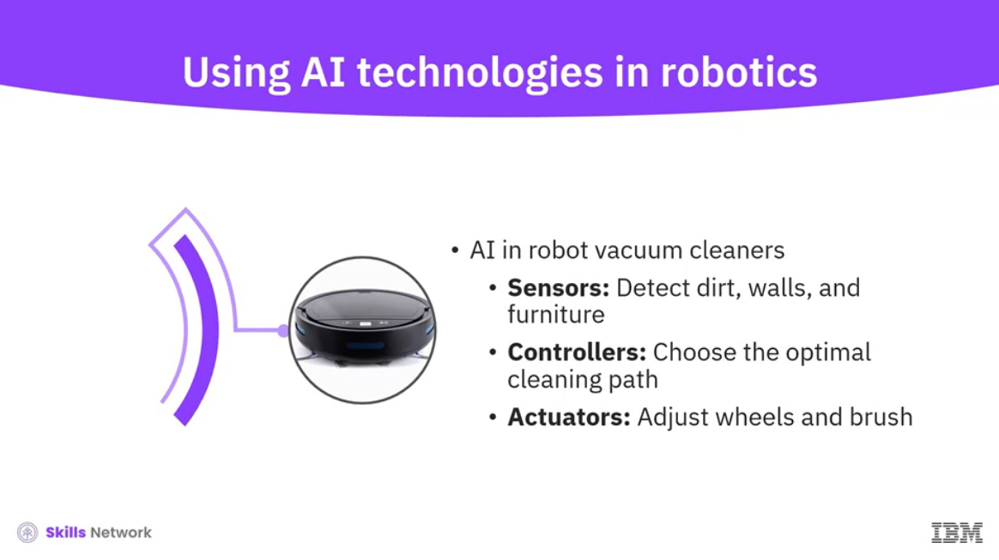 Using AI technologies in robotics
• AI in robot vacuum cleaners
• Sensors: Detect dirt, walls, and
furniture
• Controllers: Choose the optimal
cleaning path
• Actuators: Adjust wheels and brush
Skills Network
IBM